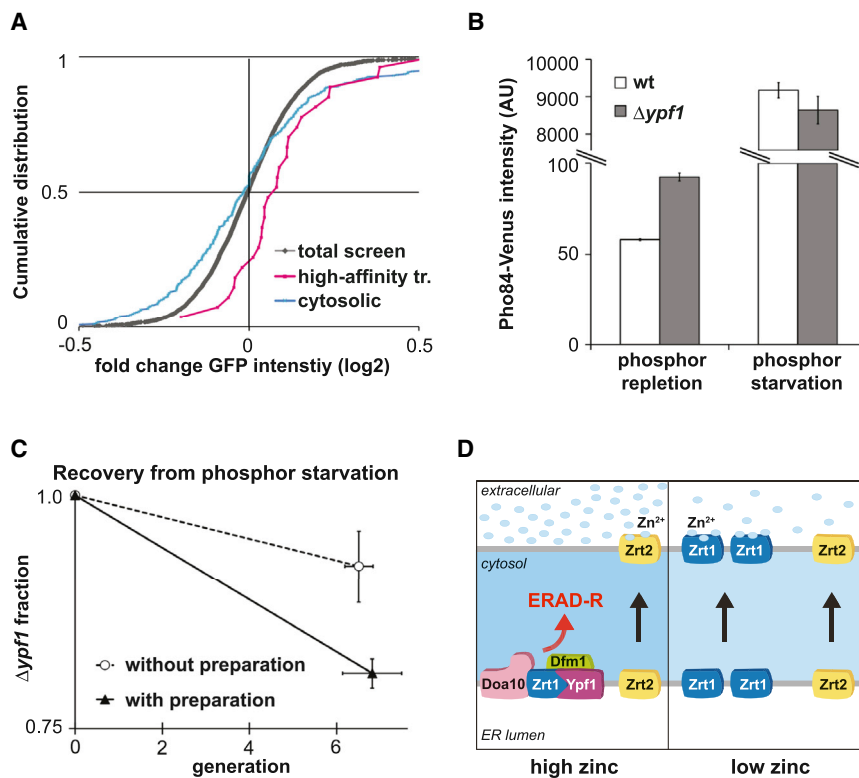 A
Cumulative distribution
1
0.5
0
total screen
high-affinity tr.
cytosolic
-0.5
0
0.5
fold change GFP intenstiy (log2)
B
Pho84-Venus intensity (AU)
10000
9000
8000
100
50
0
wt
Δypf1
phosphor repletion
phosphor starvation
C
Recovery from phosphor starvation
Δypf1 fraction
1.0
0.75
without preparation
with preparation
0
2
4
6
generation
D
extracellular
Zn2+
Zn2+
Zrt2
Zrt1
Zrt1
Zrt2
cytosol
ERAD-R
Dfm1
Doa10
Zrt1
Ypf1
Zrt2
Zrt1
Zrt1
Zrt2
ER lumen
high zinc
low zinc